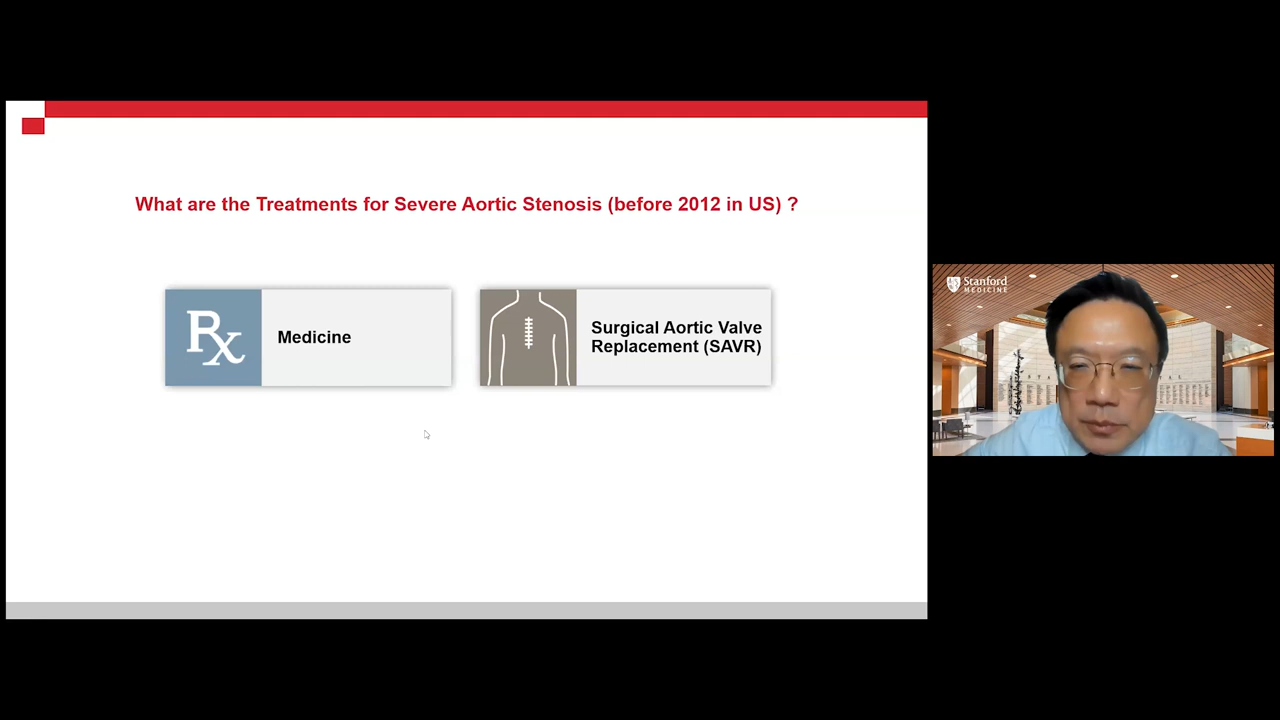 What are the Treatments for Severe Aortic Stenosis (before 2012 in US) ?
Rx
Medicine
Surgical Aortic Valve
Replacement (SAVR)
Stanford
MEDICINE